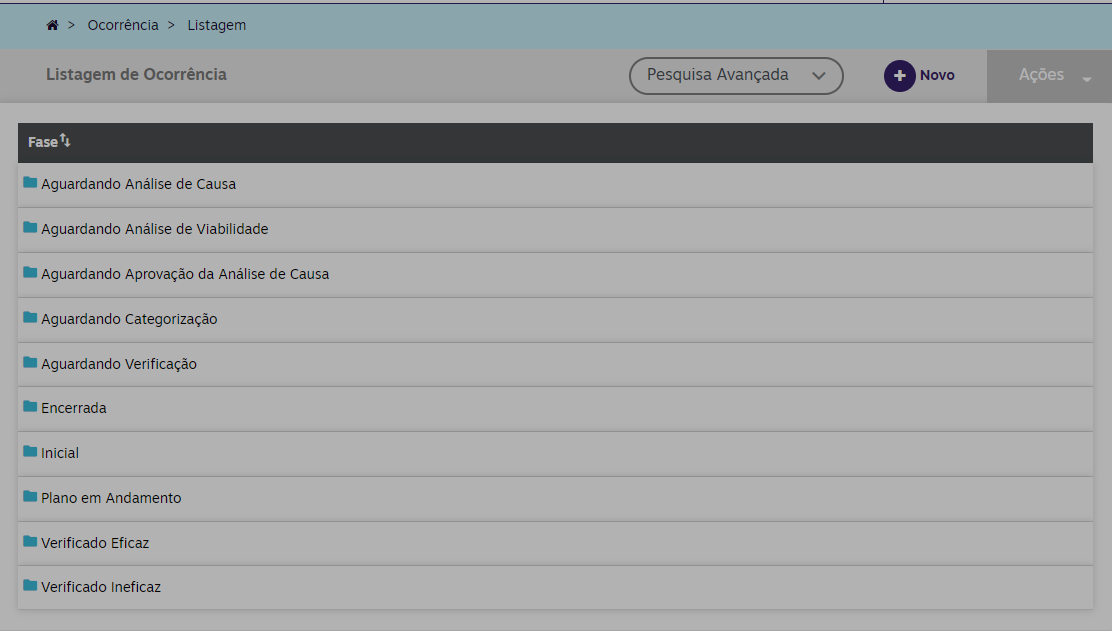 > Ocorrência > Listagem
Listagem de Ocorrência
Pesquisa Avançada
Novo
Ações
Fase
Aguardando Análise de Causa
Aguardando Análise de Viabilidade
Aguardando Aprovação da Análise de Causa
Aguardando Categorização
Aguardando Verificação
Encerrada
Inicial
Plano em Andamento
Verificado Eficaz
Verificado Ineficaz